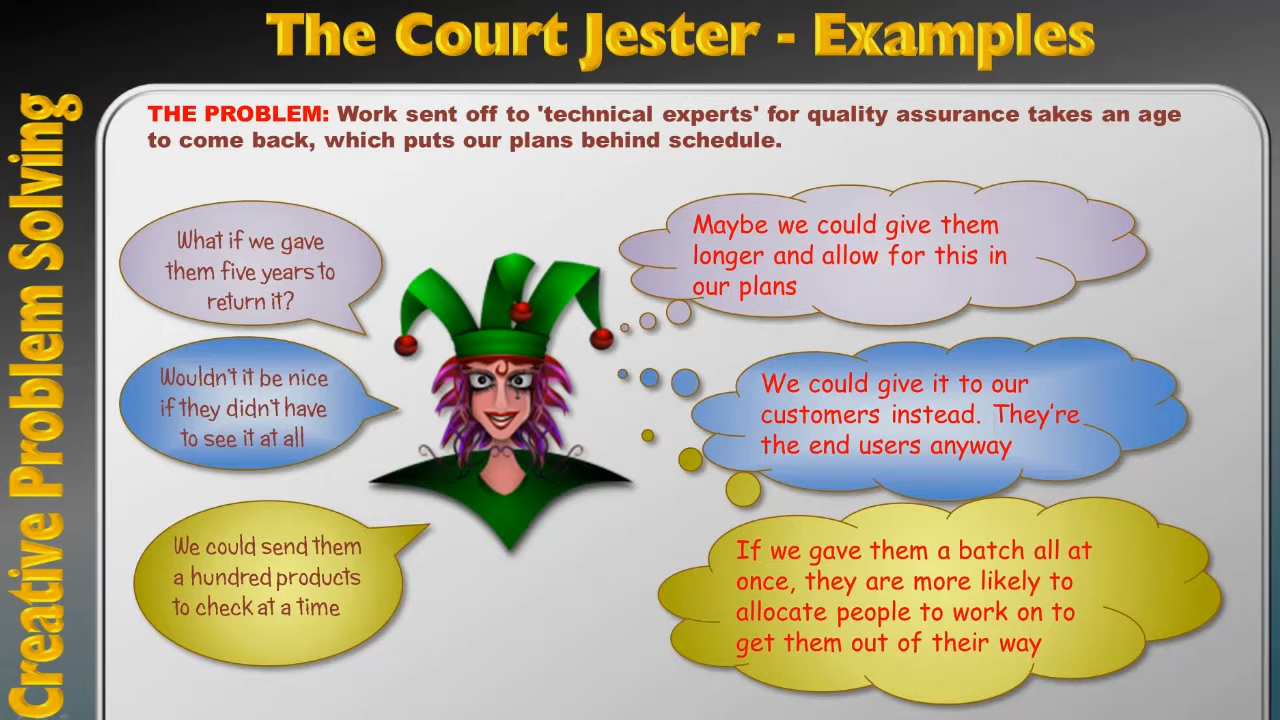 The Court Jester - Examples
Creative Problem Solving
THE PROBLEM: Work sent off to 'technical experts' for quality assurance takes an age
to come back, which puts our plans behind schedule.
What if we gave
them five years to
return it?
Maybe we could give them
longer and allow for this in
our plans
Wouldn't it be nice
if they didn't have
to see it at all
We could give it to our
customers instead. They're
the end users anyway
We could send them
a hundred products
to check at a time
If we gave them a batch all at
once, they are more likely to
allocate people to work on to
get them out of their way